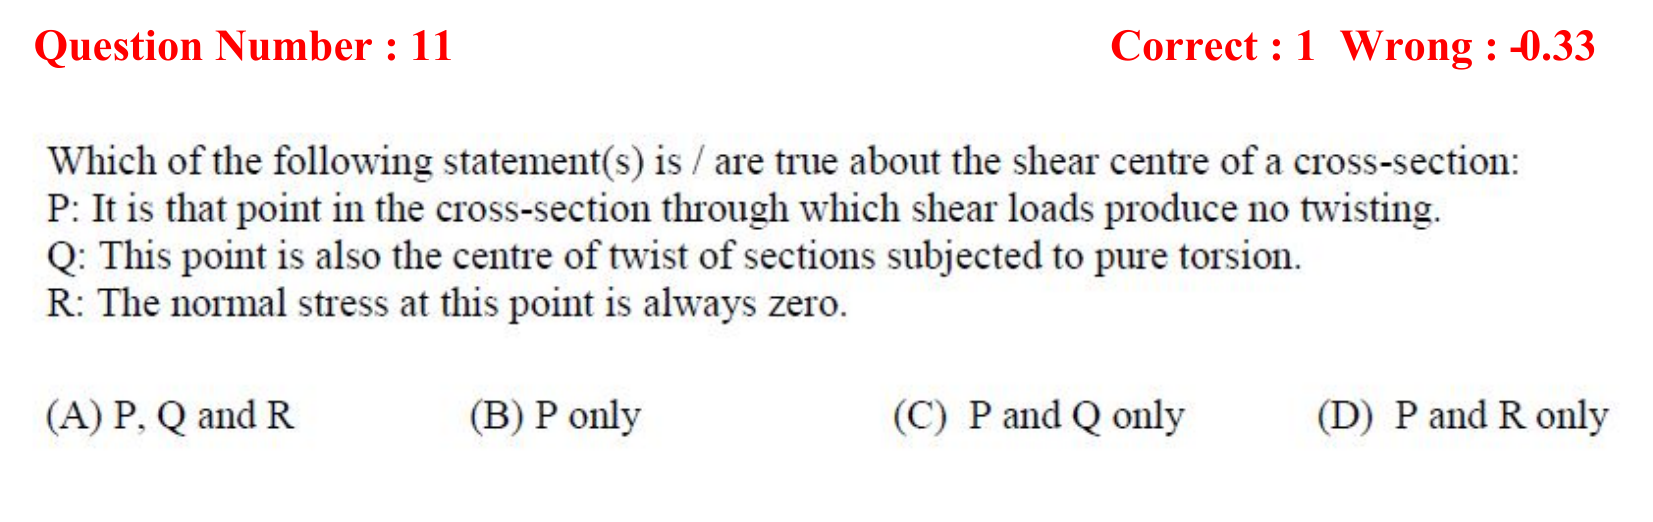 Question Number : 11 Correct : 1 Wrong : -0.33
Which of the following statement(s) is / are true about the shear centre of a cross-section:
P: It is that point in the cross-section through which shear loads produce no twisting.
Q: This point is also the centre of twist of sections subjected to pure torsion.
R: The normal stress at this point is always zero.
(A) P, Q and R (B) P only (C) P and Q only (D) P and R only